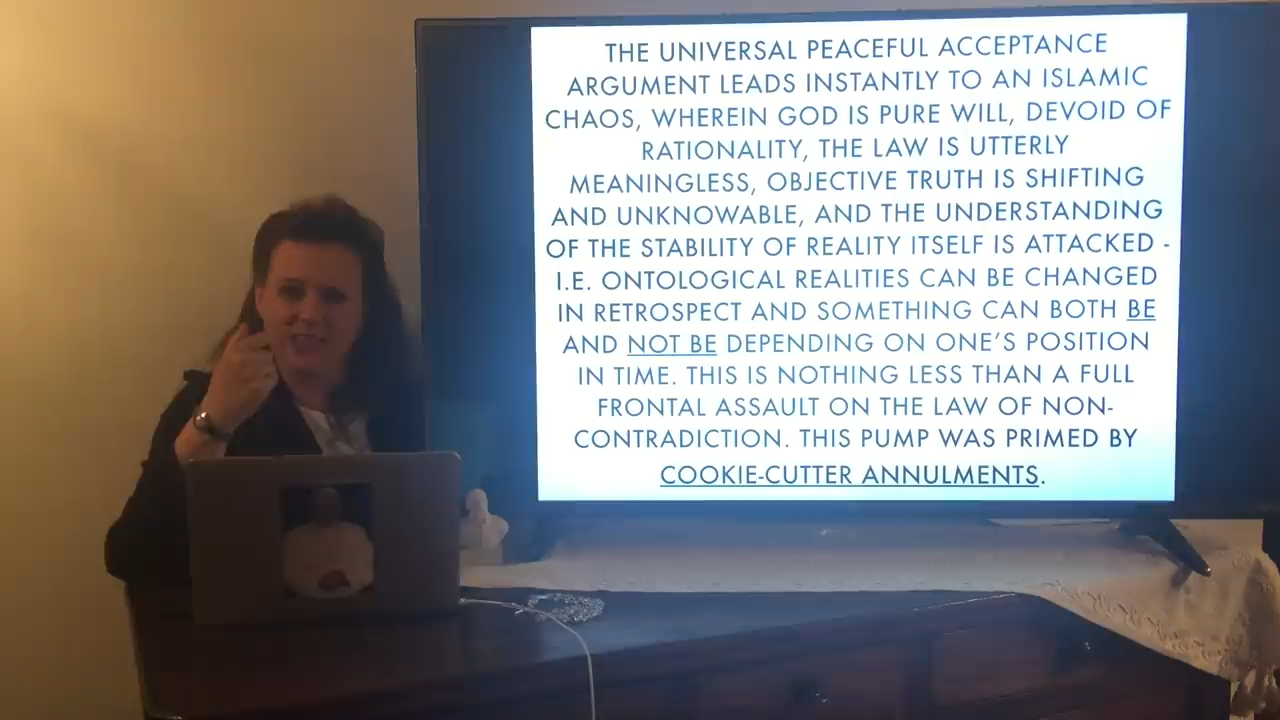 THE UNIVERSAL PEACEFUL ACCEPTANCE
ARGUMENT LEADS INSTANTLY TO AN ISLAMIC
CHAOS, WHEREIN GOD IS PURE WILL, DEVOID OF
RATIONALITY, THE LAW IS UTTERLY
MEANINGLESS, OBJECTIVE TRUTH IS SHIFTING
AND UNKNOWABLE, AND THE UNDERSTANDING
OF THE STABILITY OF REALITY ITSELF IS ATTACKED -
I.E. ONTOLOGICAL REALITIES CAN BE CHANGED
IN RETROSPECT AND SOMETHING CAN BOTH BE
AND NOT BE DEPENDING ON ONE'S POSITION
IN TIME. THIS IS NOTHING LESS THAN A FULL
FRONTAL ASSAULT ON THE LAW OF NON-
CONTRADICTION. THIS PUMP WAS PRIMED BY
COOKIE-CUTTER ANNULMENTS.